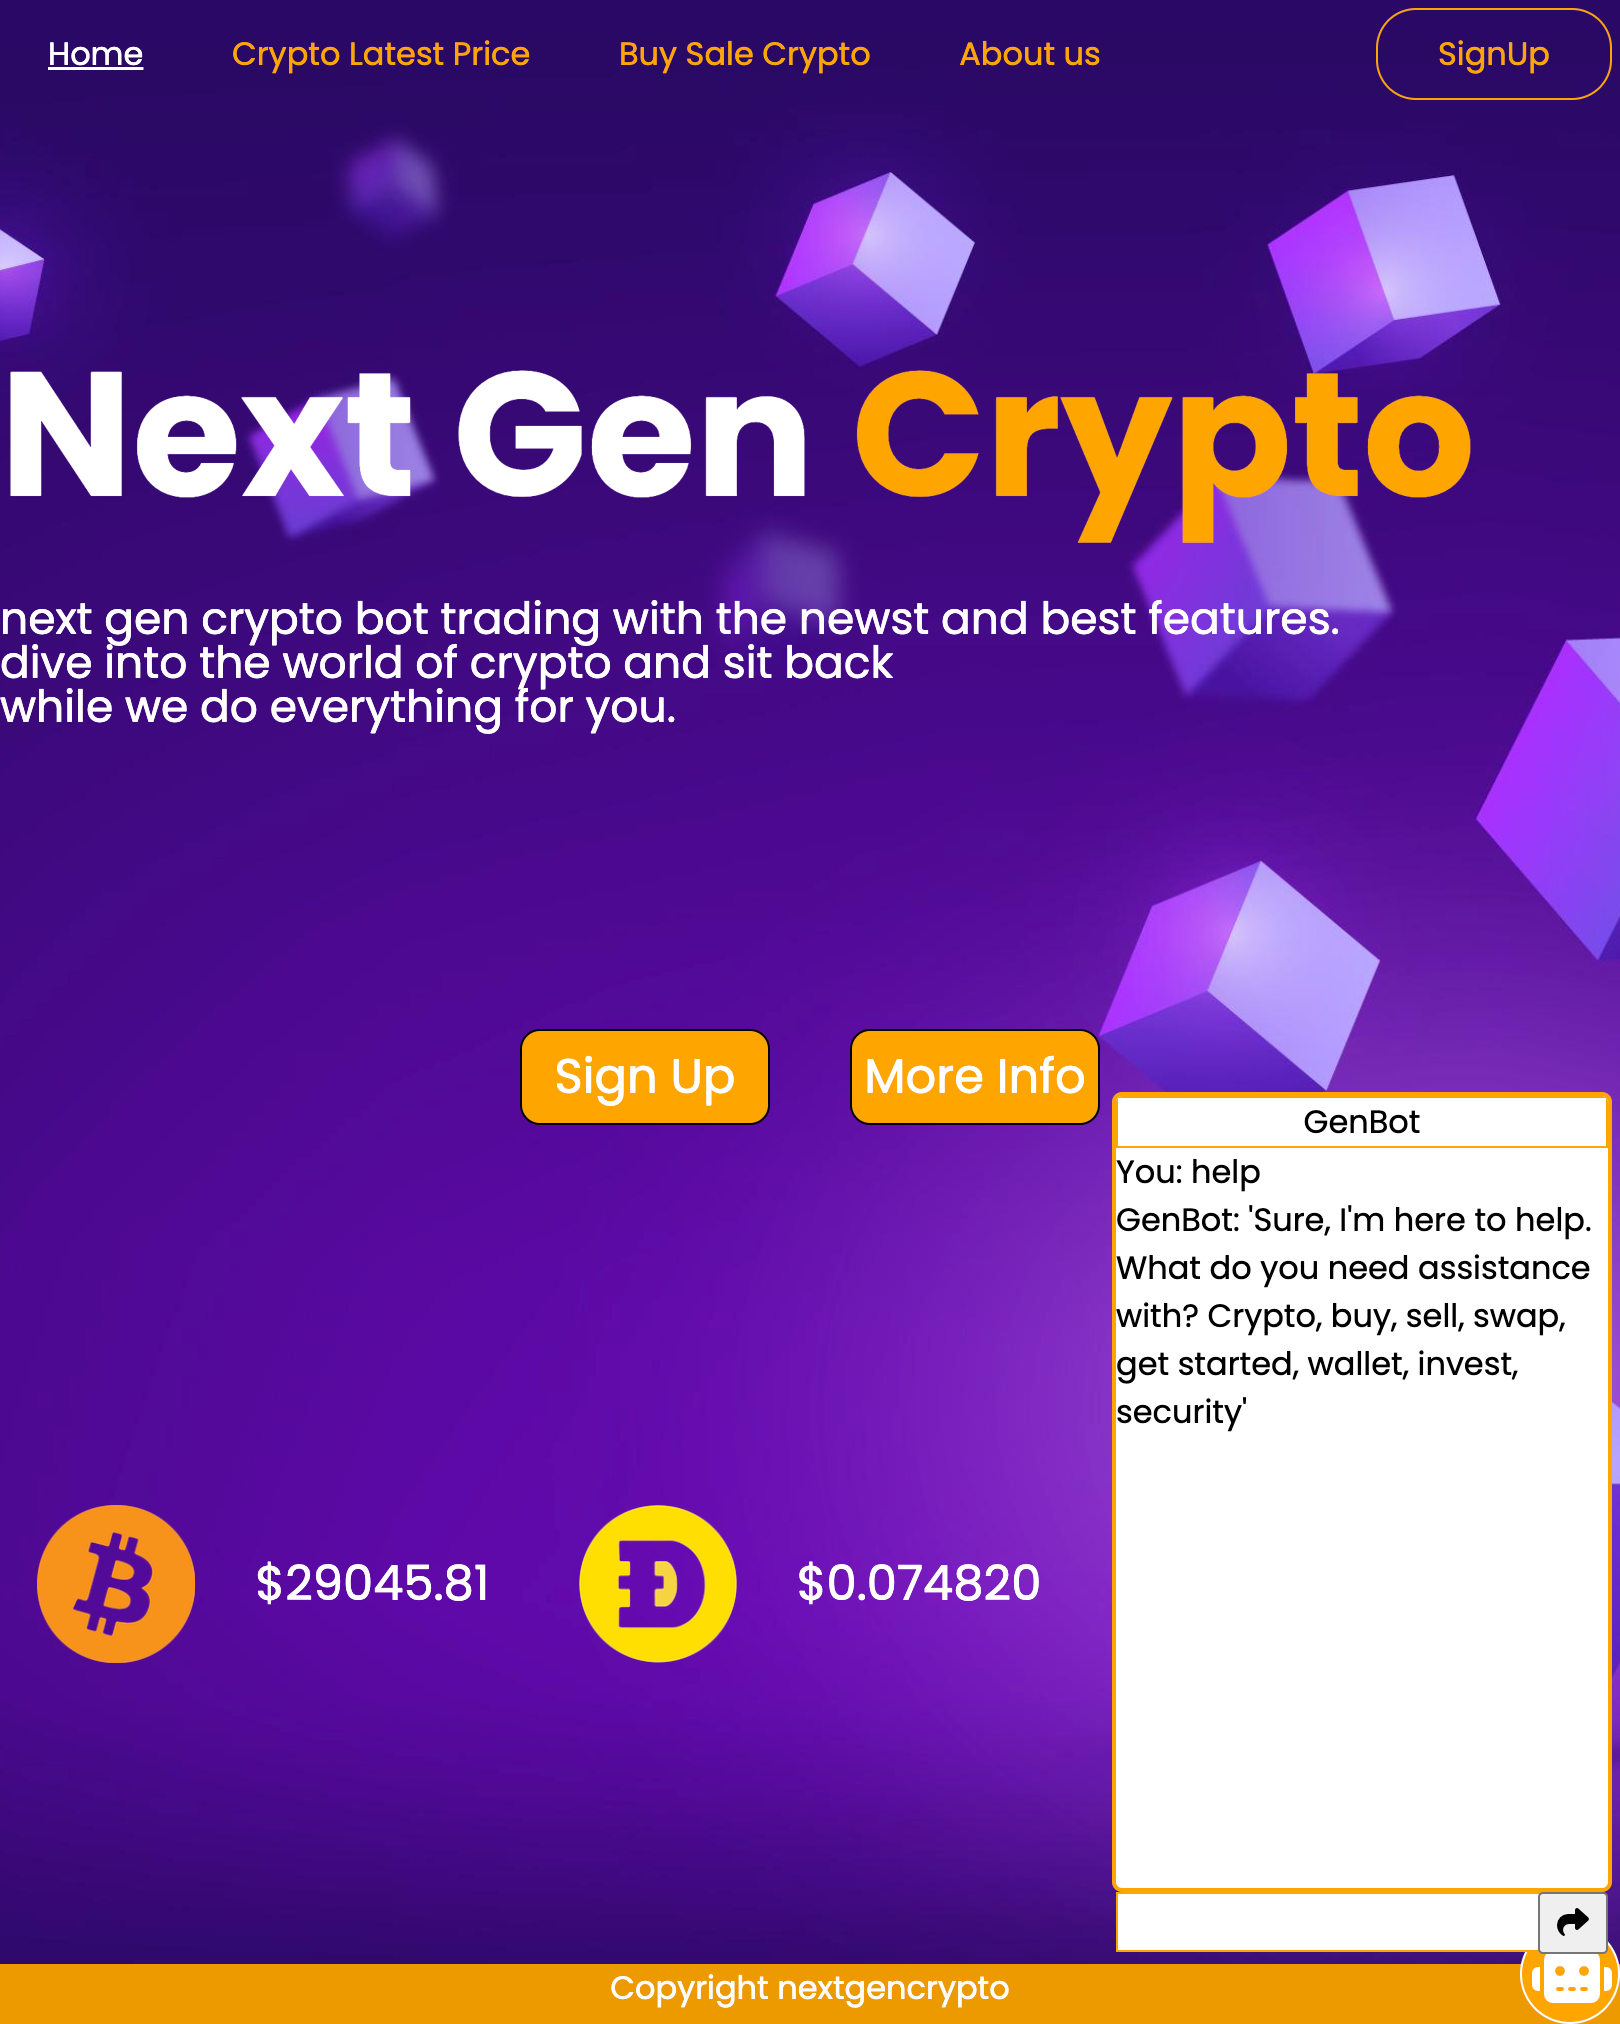 Home
Crypto Latest Price
Buy Sale Crypto
About us
SignUp
Next Gen Crypto
next gen crypto bot trading with the newst and best features.
dive into the world of crypto and sit back
while we do everything for you.
Sign Up
More Info
GenBot
You: help
GenBot: 'Sure, I'm here to help.
What do you need assistance
with? Crypto, buy, sell, swap,
get started, wallet, invest,
security'
$29045.81
$0.074820
Copyright nextgencrypto